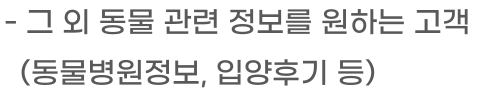 - 그 외 동물 관련 정보를 원하는 고객
(동물병원정보, 입양후기 등)